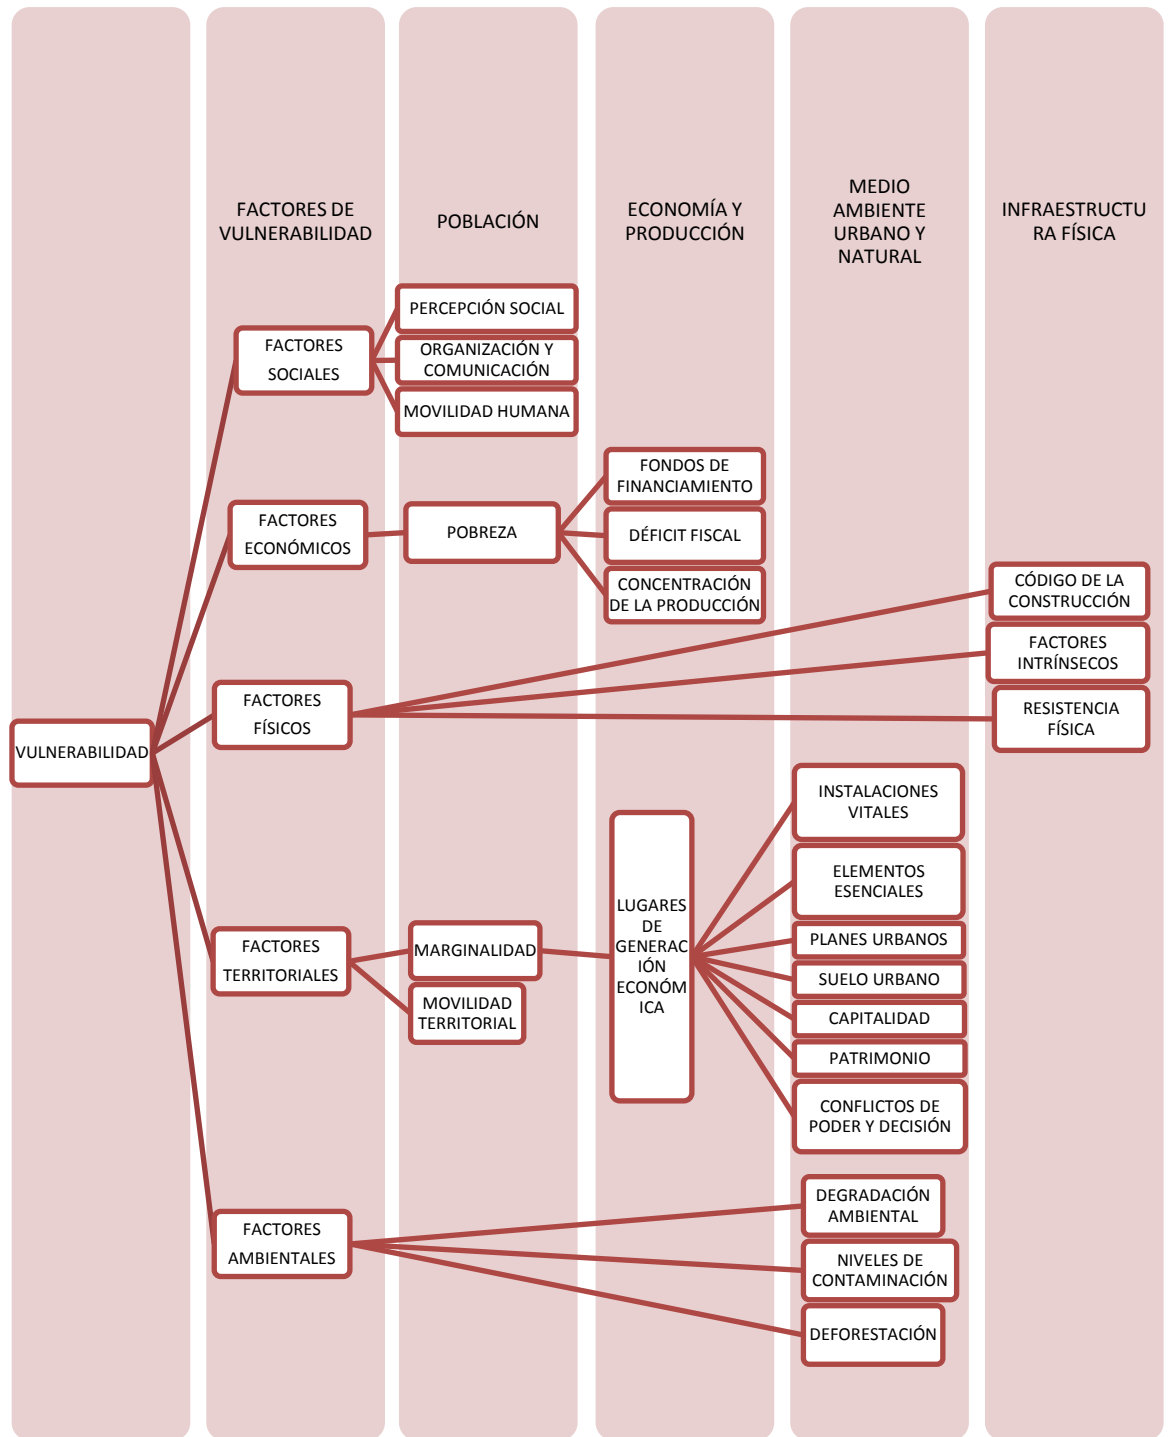 FACTORES DE
VULNERABILIDAD
POBLACIÓN
ECONOMÍA Y
PRODUCCIÓN
MEDIO
AMBIENTE
URBANO Y
NATURAL
INFRAESTRUCTU
RA FÍSICA
VULNERABILIDAD
FACTORES
SOCIALES
PERCEPCIÓN SOCIAL
ORGANIZACIÓN Y
COMUNICACIÓN
MOVILIDAD HUMANA
FACTORES
ECONÓMICOS
POBREZA
FONDOS DE
FINANCIAMIENTO
DÉFICIT FISCAL
CONCENTRACIÓN
DE LA PRODUCCIÓN
FACTORES
FÍSICOS
CÓDIGO DE LA
CONSTRUCCIÓN
FACTORES
INTRÍNSECOS
RESISTENCIA
FÍSICA
FACTORES
TERRITORIALES
MARGINALIDAD
MOVILIDAD
TERRITORIAL
LUGARES
DE
GENERAC
IÓN
ECONÓM
ICA
INSTALACIONES
VITALES
ELEMENTOS
ESENCIALES
PLANES URBANOS
SUELO URBANO
CAPITALIDAD
PATRIMONIO
CONFLICTOS DE
PODER Y DECISIÓN
FACTORES
AMBIENTALES
DEGRADACIÓN
AMBIENTAL
NIVELES DE
CONTAMINACIÓN
DEFORESTACIÓN